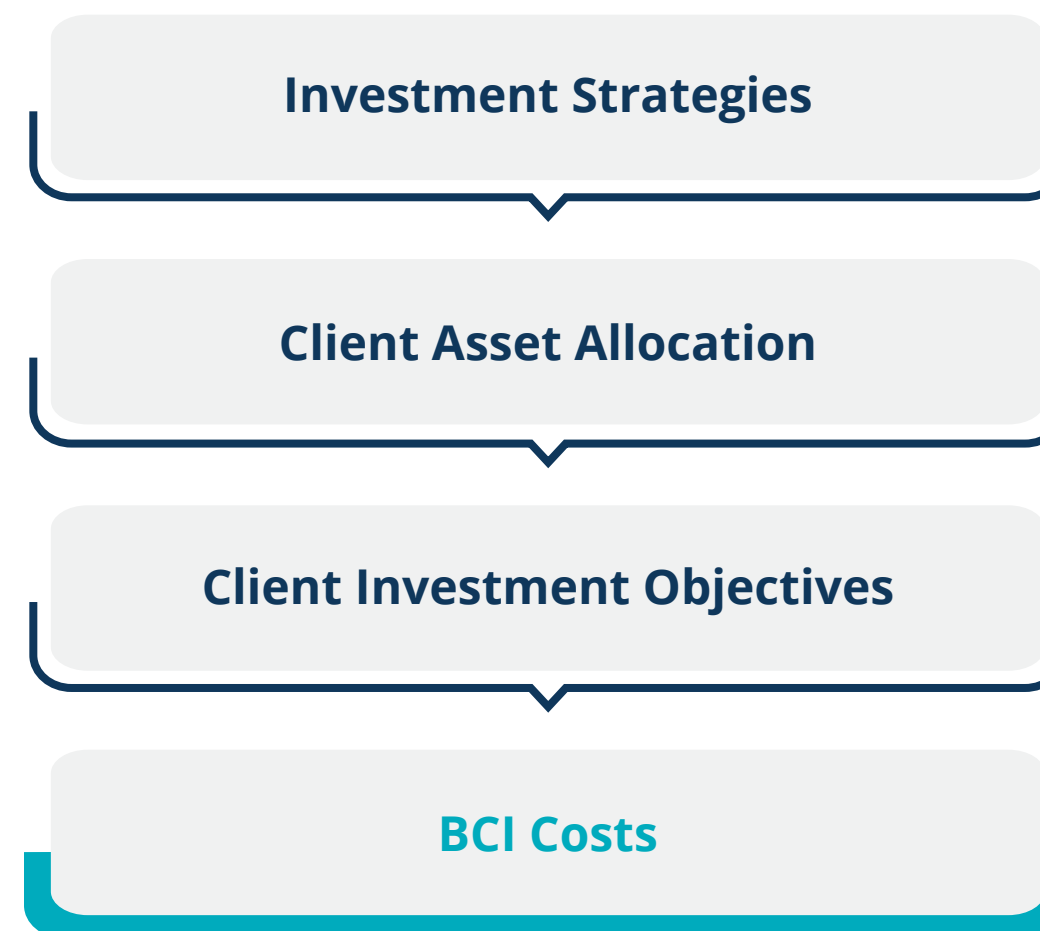 Investment Strategies
Client Asset Allocation
Client Investment Objectives
BCI Costs